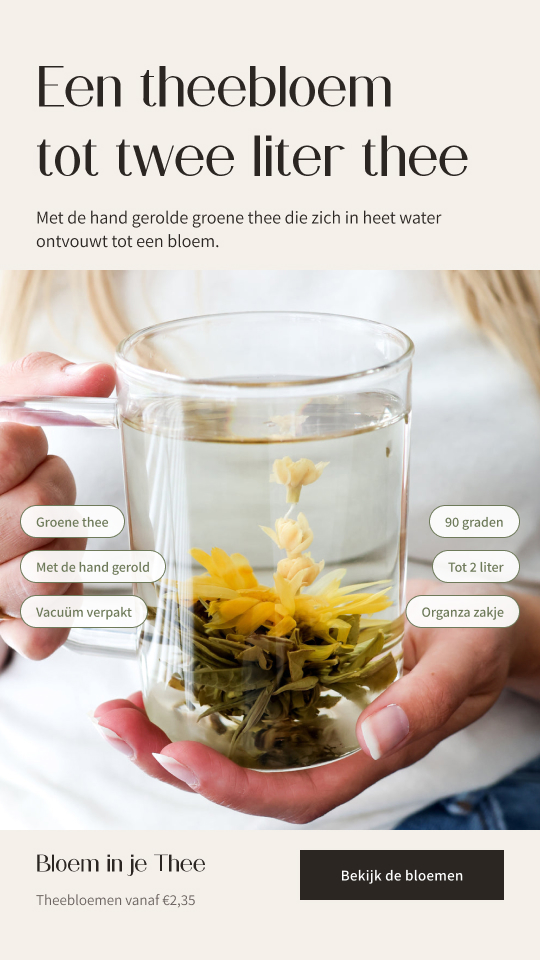 Een theebloem
tot twee liter thee
Met de hand gerolde groene thee die zich in heet water
ontvouwt tot een bloem.
Groene thee
90 graden
Met de hand gerold
Tot 2 liter
Vacuüm verpakt
Organza zakje
Bloem in je Thee
Theebloemen vanaf €2,35
Bekijk de bloemen